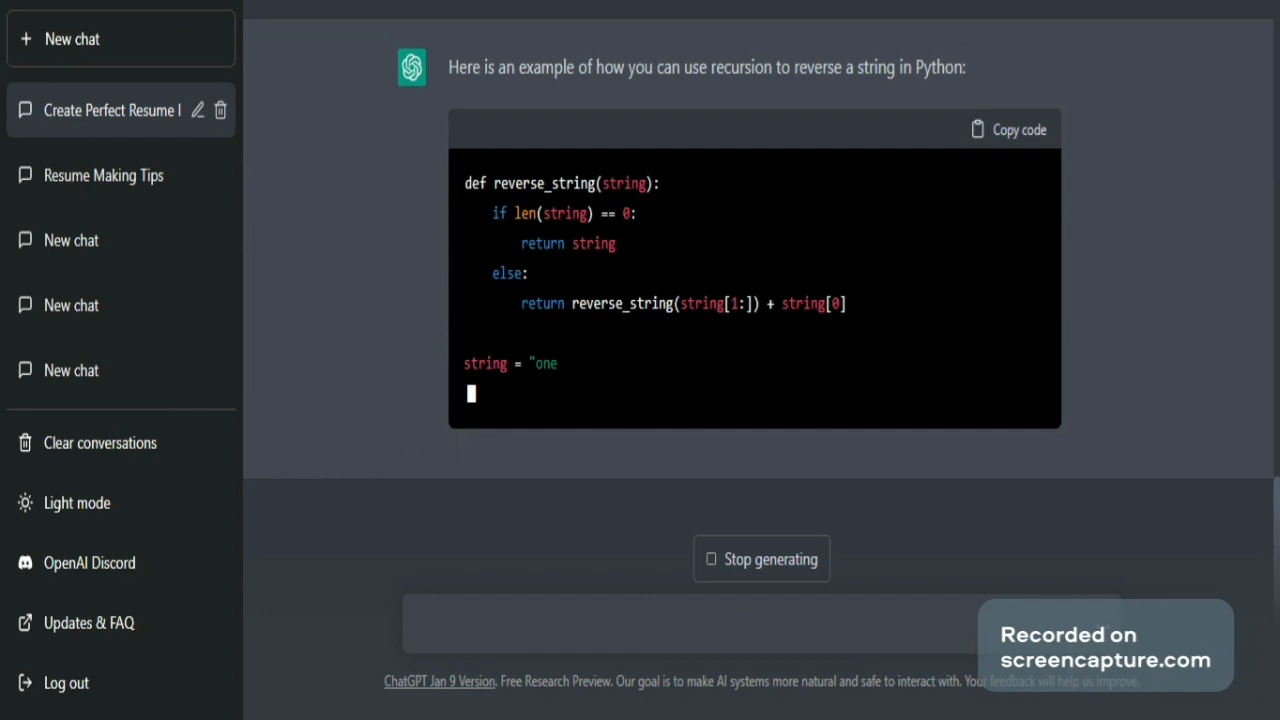 New chat
Create Perfect Resume I
Resume Making Tips
New chat
New chat
New chat
Clear conversations
Light mode
OpenAI Discord
Updates & FAQ
Log out
Here is an example of how you can use recursion to reverse a string in Python:
Copy code
def reverse_string(string):
    if len(string) == 0:
        return string
    else:
        return reverse_string(string[1:]) + string[0]
string = "one
Stop generating
ChatGPT Jan 9 Version. Free Research Preview. Our goal is to make AI systems more natural and safe to interact with. Your feedback will help us improve.
Recorded on
screencapture.com